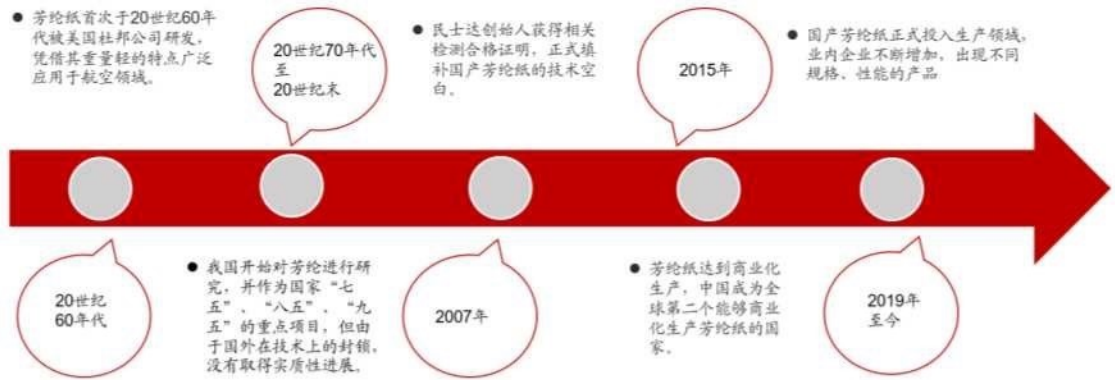 ● 芳纶纸首次于20世纪60年
代被美国杜邦公司研发，
凭借其重量轻的特点广泛
应用于航空领域。
20世纪70年代
至
20世纪末
● 民士达创始人获得相关
检测合格证明，正式填
补国产芳纶纸的技术空
白。
2015年
● 国产芳纶纸正式投入生产领域，
业内企业不断增加，出现不同
规格、性能的产品
20世纪
60年代
● 我国开始对芳纶进行研
究，并作为国家“七
五”、“八五”、“九
五”的重点项目，但由
于国外在技术上的封锁，
没有取得实质性进展。
2007年
● 芳纶纸达到商业化
生产，中国成为全
球第二个能够商业
化生产芳纶纸的国
家。
2019年
至今